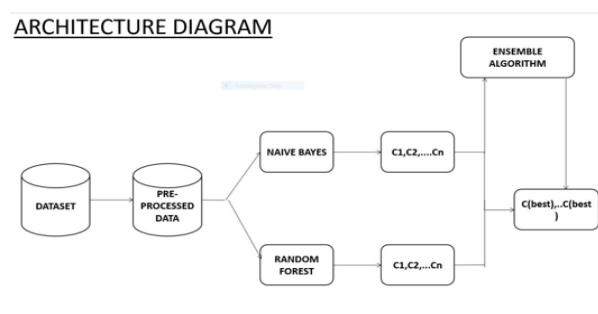 ARCHITECTURE DIAGRAM
ENSEMBLE
ALGORITHM
NAIVE BAYES
C1,C2,....Cn
DATASET
PRE-
PROCESSED
DATA
C(best),..C(best
)
RANDOM
FOREST
C1,C2,...Cn